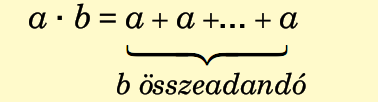 a · b = a + a +... + a
b összeadandó